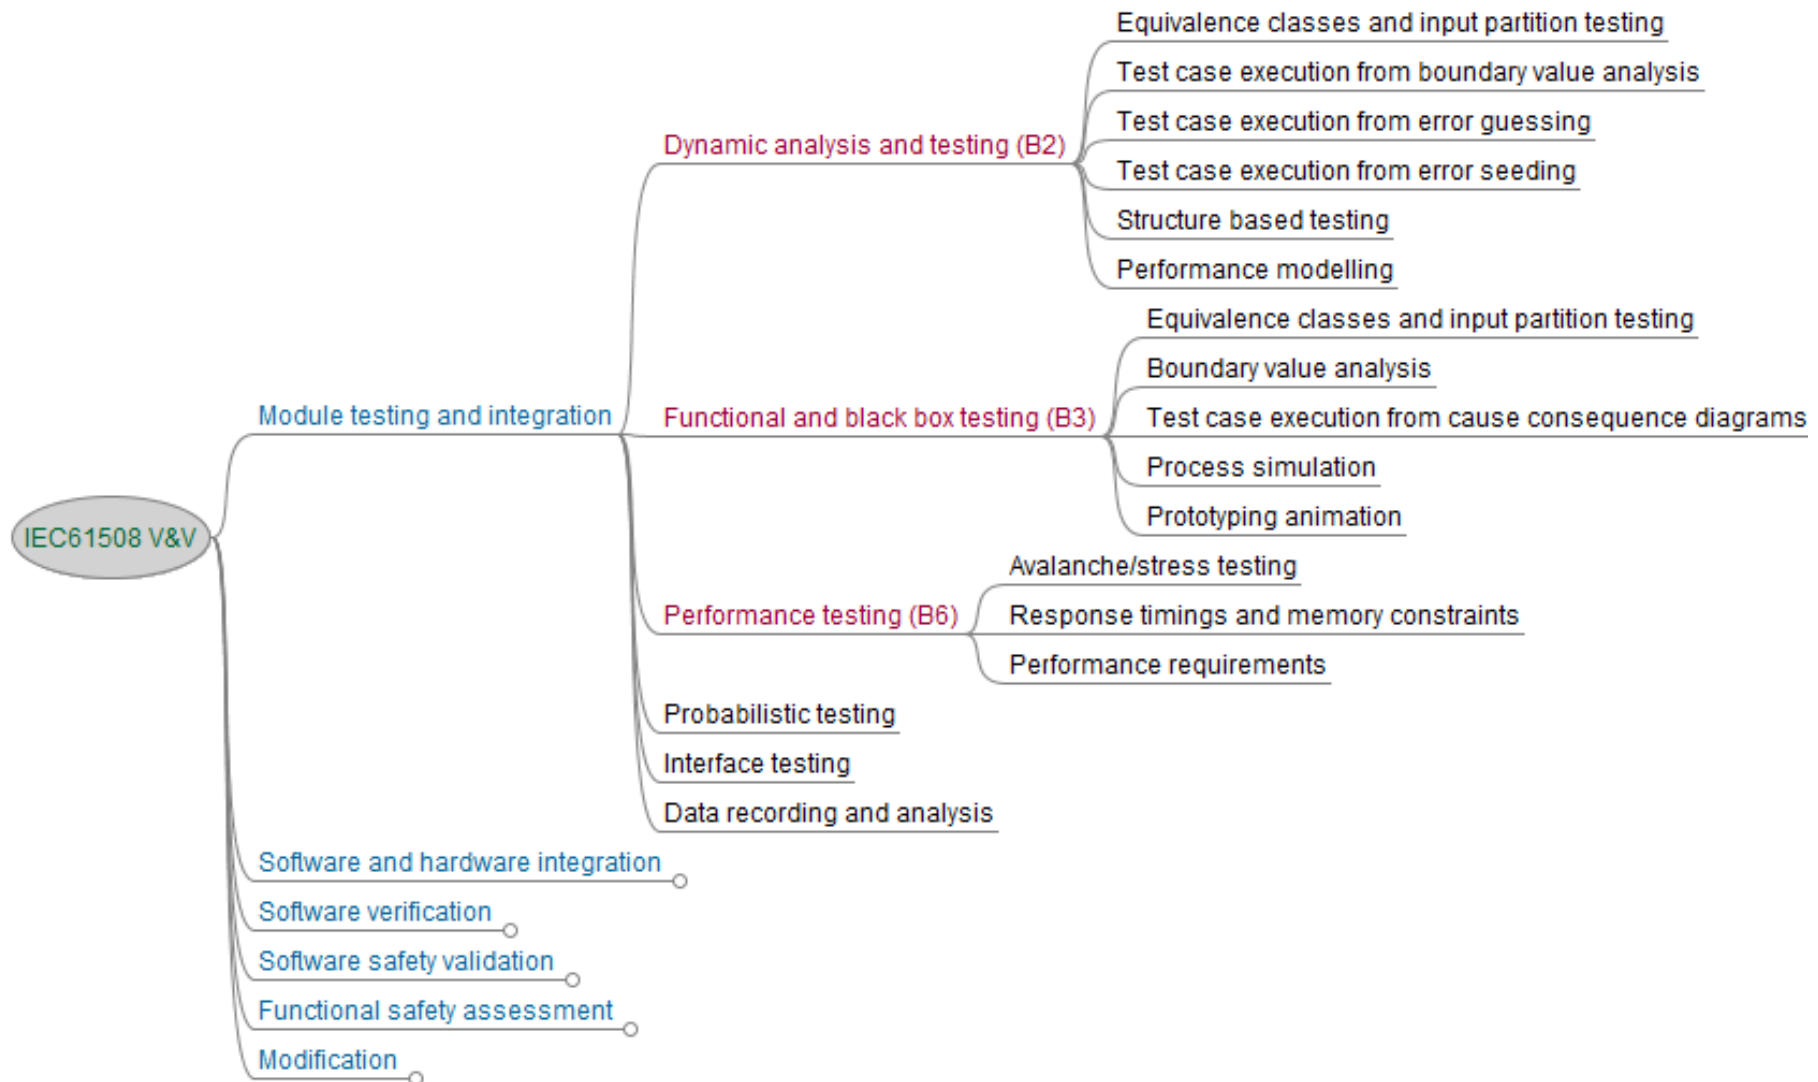 Equivalence classes and input partition testing
Test case execution from boundary value analysis
Test case execution from error guessing
Dynamic analysis and testing (B2)
Test case execution from error seeding
Structure based testing
Performance modelling
Equivalence classes and input partition testing
Boundary value analysis
Module testing and integration
Functional and black box testing (B3)
Test case execution from cause consequence diagrams
Process simulation
Prototyping animation
IEC61508 V&V
Avalanche/stress testing
Performance testing (B6)
Response timings and memory constraints
Performance requirements
Probabilistic testing
Interface testing
Data recording and analysis
Software and hardware integration
Software verification
Software safety validation
Functional safety assessment
Modification